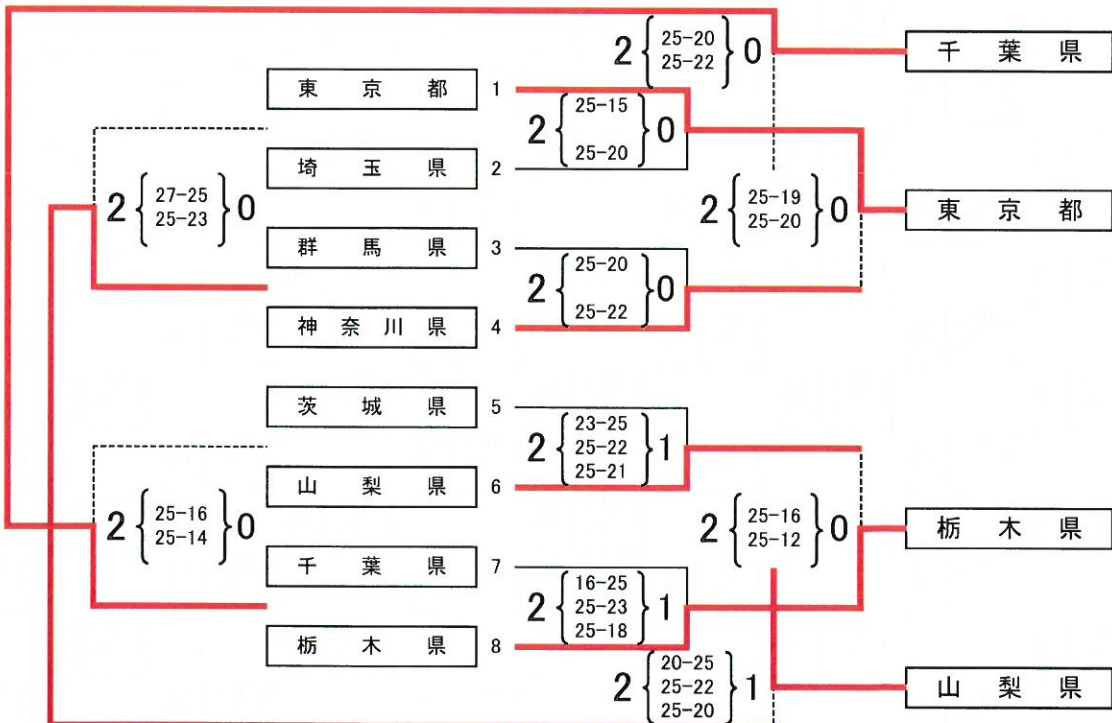 2 { 25-20 25-22 } 0
千葉県
東京都 1
2 { 25-15 25-20 } 0
埼玉県 2
2 { 27-25 25-23 } 0
2 { 25-19 25-20 } 0
東京都
群馬県 3
2 { 25-20 25-22 } 0
神奈川県 4
茨城県 5
2 { 23-25 25-22 25-21 } 1
山梨県 6
2 { 25-16 25-14 } 0
2 { 25-16 25-12 } 0
栃木県
千葉県 7
2 { 16-25 25-23 25-18 } 1
栃木県 8
2 { 20-25 25-22 25-20 } 1
山梨県